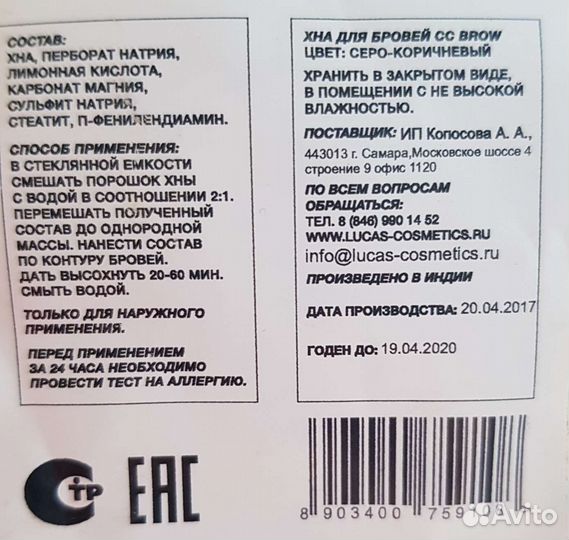 СОСТАВ:
ХНА, ПЕРБОРАТ НАТРИЯ,
ЛИМОННАЯ КИСЛОТА,
КАРБОНАТ МАГНИЯ,
СУЛЬФИТ НАТРИЯ,
СТЕАТИТ, П-ФЕНИЛЕНДИАМИН.
СПОСОБ ПРИМЕНЕНИЯ:
В СТЕКЛЯННОЙ ЕМКОСТИ
СМЕШАТЬ ПОРОШОК ХНЫ
С ВОДОЙ В СООТНОШЕНИИ 2:1.
ПЕРЕМЕШАТЬ ПОЛУЧЕННЫЙ
СОСТАВ ДО ОДНОРОДНОЙ
МАССЫ. НАНЕСТИ СОСТАВ
ПО КОНТУРУ БРОВЕЙ.
ДАТЬ ВЫСОХНУТЬ 20-60 МИН.
СМЫТЬ ВОДОЙ.
ТОЛЬКО ДЛЯ НАРУЖНОГО
ПРИМЕНЕНИЯ.
ПЕРЕД ПРИМЕНЕНИЕМ
ЗА 24 ЧАСА НЕОБХОДИМО
ПРОВЕСТИ ТЕСТ НА АЛЛЕРГИЮ.
ХНА ДЛЯ БРОВЕЙ CC BROW
ЦВЕТ: СЕРО-КОРИЧНЕВЫЙ
ХРАНИТЬ В ЗАКРЫТОМ ВИДЕ,
В ПОМЕЩЕНИИ С НЕ ВЫСОКОЙ
ВЛАЖНОСТЬЮ.
ПОСТАВЩИК: ИП Копосова А. А.,
443013 г. Самара,Московское шоссе 4
строение 9 офис 1120
ПО ВСЕМ ВОПРОСАМ
ОБРАЩАТЬСЯ:
ТЕЛ. 8 (846) 990 14 52
WWW.LUCAS-COSMETICS.RU
info@lucas-cosmetics.ru
ПРОИЗВЕДЕНО В ИНДИИ
ДАТА ПРОИЗВОДСТВА: 20.04.2017
ГОДЕН ДО: 19.04.2020
СТР
EAC
8 903400
Avito